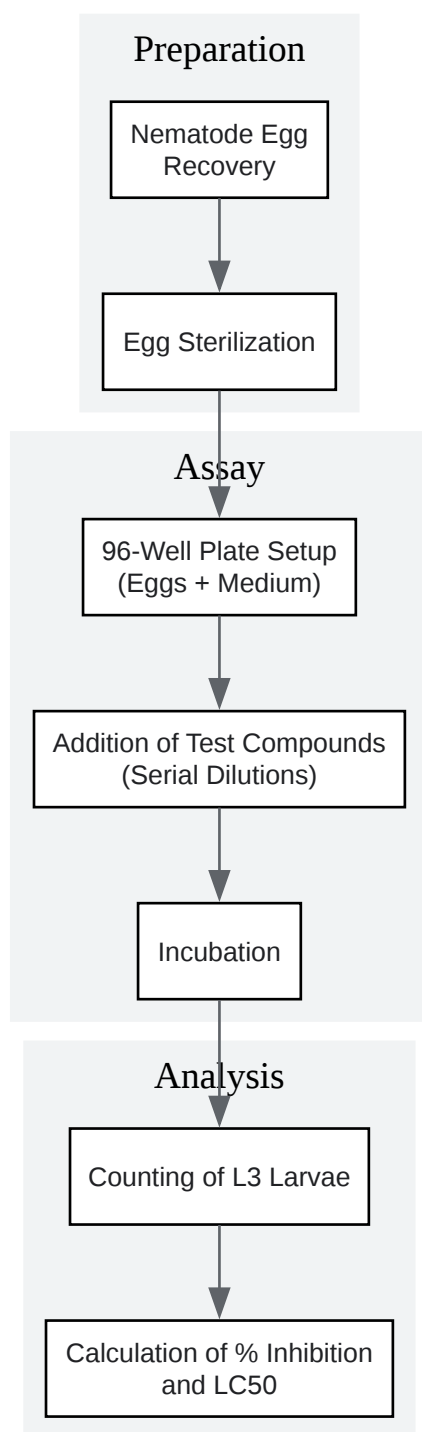 Preparation
Nematode Egg
Recovery
Egg Sterilization
Assay
96-Well Plate Setup
(Eggs + Medium)
Addition of Test Compounds
(Serial Dilutions)
Incubation
Analysis
Counting of L3 Larvae
Calculation of % Inhibition
and LC50